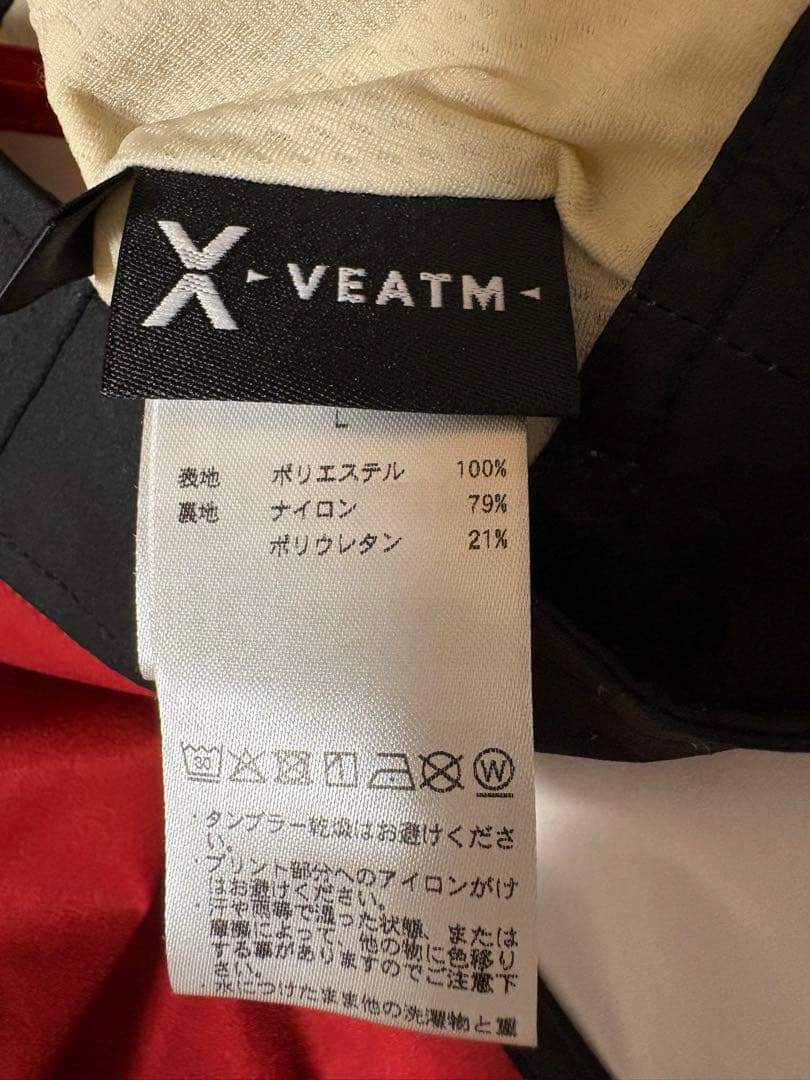 X VEATM
L
表地 ポリエステル 100%
裏地 ナイロン 79%
ポリウレタン 21%
30
W
・タンブラー乾燥はお避けくださ
い。
・プリント部分へのアイロンがけ
はお避けください。
・汗や雨等で湿った状態、または
摩擦によって、他の物に色移り
する事がありますのでご注意下
さい。
・水につけたまま他の洗濯物と重